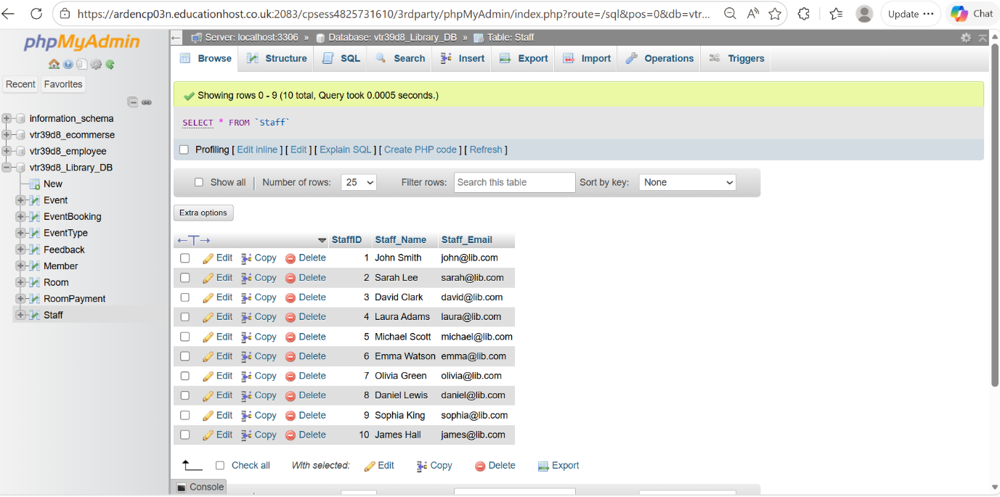 https://ardencp03n.educationhost.co.uk:2083/cpsess4825731610/3rdparty/phpMyAdmin/index.php?route=/sql&pos=0&db=vtr...
Update
Chat
phpMyAdmin
Recent
Favorites
information_schema
vtr39d8_ecommerse
vtr39d8_employee
vtr39d8_Library_DB
New
Event
EventBooking
EventType
Feedback
Member
Room
RoomPayment
Staff
Server: localhost:3306 » Database: vtr39d8_Library_DB » Table: Staff
Browse Structure SQL Search Insert Export Import Operations Triggers
Showing rows 0 - 9 (10 total, Query took 0.0005 seconds.)
SELECT * FROM `Staff`
Profiling [ Edit inline ] [ Edit ] [ Explain SQL ] [ Create PHP code ] [ Refresh ]
Show all | Number of rows: 25 Filter rows: Search this table Sort by key: None
Extra options
←T→ StaffID Staff_Name Staff_Email
Edit Copy Delete 1 John Smith john@lib.com
Edit Copy Delete 2 Sarah Lee sarah@lib.com
Edit Copy Delete 3 David Clark david@lib.com
Edit Copy Delete 4 Laura Adams laura@lib.com
Edit Copy Delete 5 Michael Scott michael@lib.com
Edit Copy Delete 6 Emma Watson emma@lib.com
Edit Copy Delete 7 Olivia Green olivia@lib.com
Edit Copy Delete 8 Daniel Lewis daniel@lib.com
Edit Copy Delete 9 Sophia King sophia@lib.com
Edit Copy Delete 10 James Hall james@lib.com
Check all With selected: Edit Copy Delete Export
Console